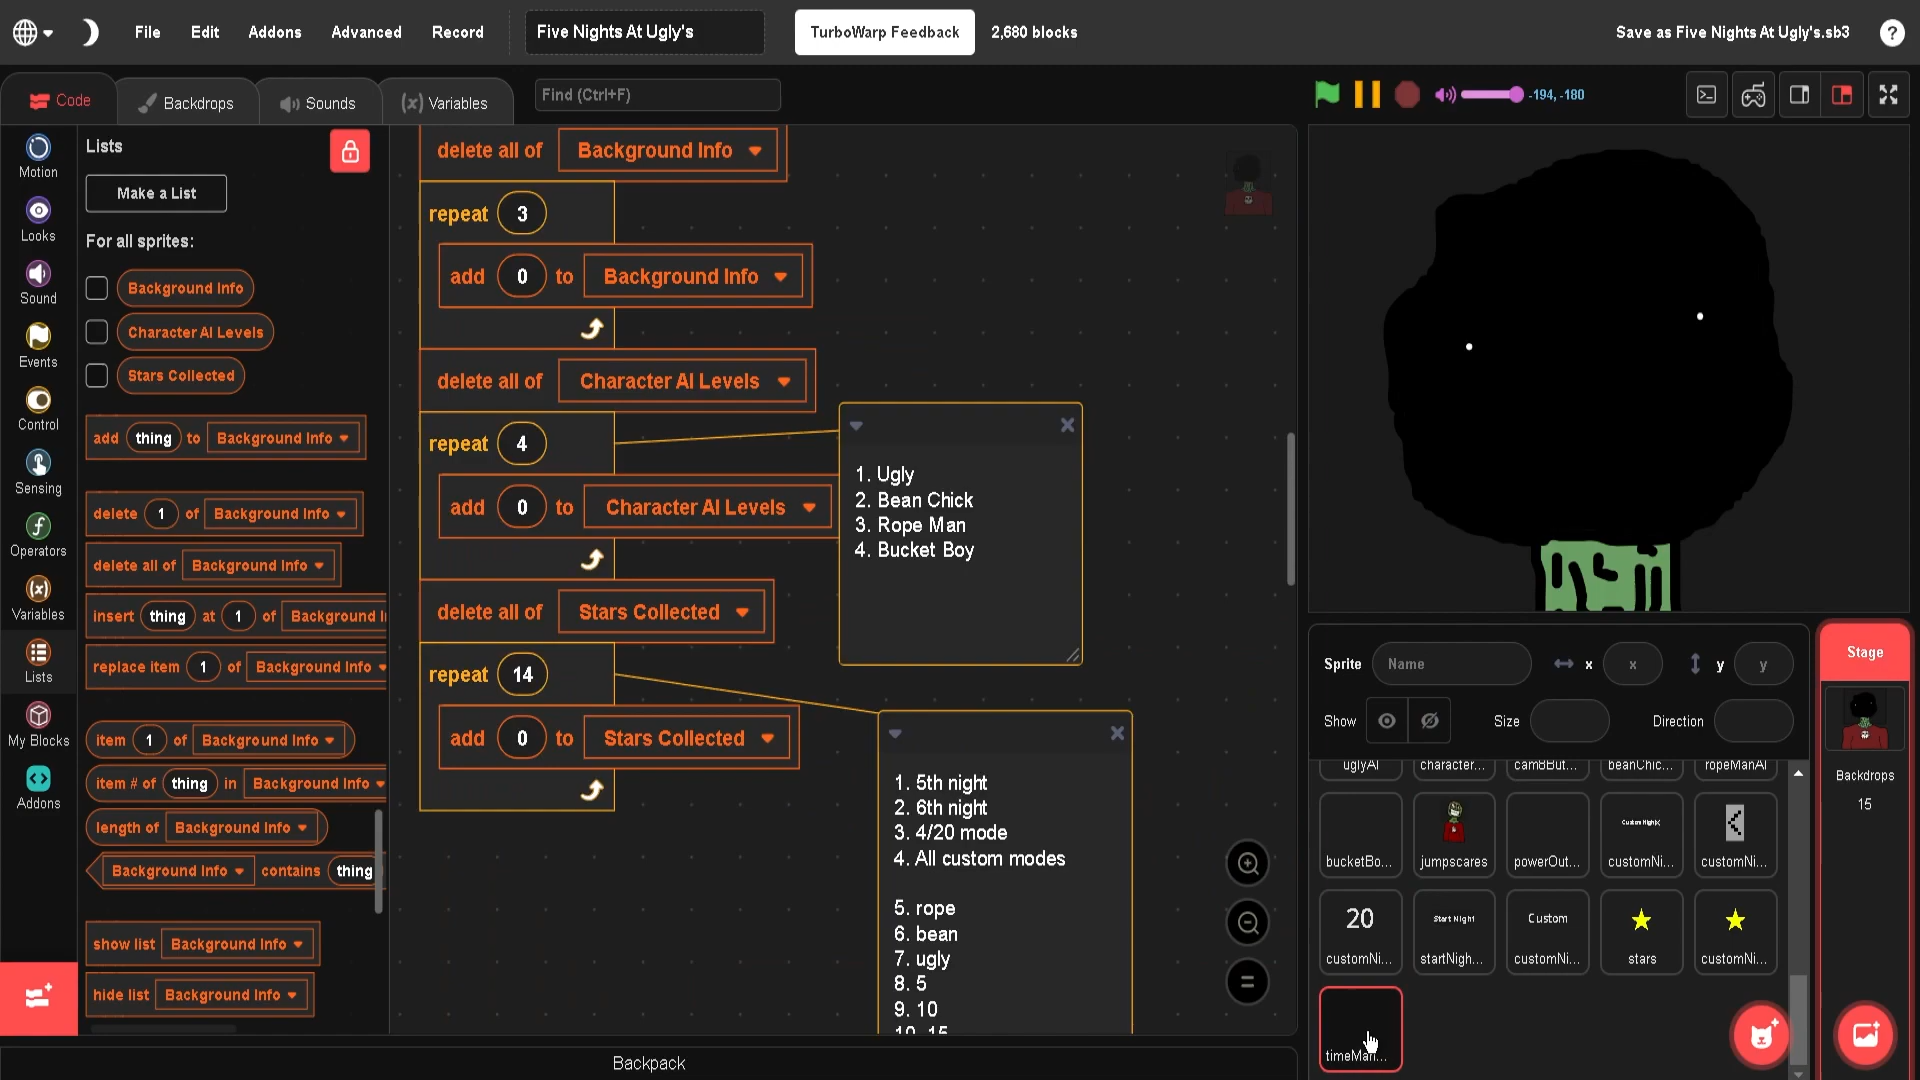 File Edit Addons Advanced Record Five Nights At Ugly's TurboWarp Feedback 2,680 blocks Save as Five Nights At Ugly's.sb3 ?
Code Backdrops Sounds (x) Variables Find (Ctrl+F) -194, -180
Motion
Looks
Sound
Events
Control
Sensing
Operators
Variables
Lists
My Blocks
Addons
Lists
Make a List
For all sprites:
Background Info
Character AI Levels
Stars Collected
add thing to Background Info
delete 1 of Background Info
delete all of Background Info
insert thing at 1 of Background I
replace item 1 of Background Info
item 1 of Background Info
item # of thing in Background Info
length of Background Info
Background Info contains thing
show list Background Info
hide list Background Info
delete all of Background Info
repeat 3
add 0 to Background Info
delete all of Character AI Levels
repeat 4
add 0 to Character AI Levels
delete all of Stars Collected
repeat 14
add 0 to Stars Collected
1. Ugly
2. Bean Chick
3. Rope Man
4. Bucket Boy
1. 5th night
2. 6th night
3. 4/20 mode
4. All custom modes
5. rope
6. bean
7. ugly
8. 5
9. 10
10. 15
Backpack
Sprite Name x x y y
Show Size Direction
uglyAI character... cam8But... beanChic... ropeManAI
Custom Night
bucketBo... jumpscares powerOut... customNi... customNi...
20 Start Night Custom
customNi... startNigh... customNi... stars customNi...
timeMan...
Stage
Backdrops
15